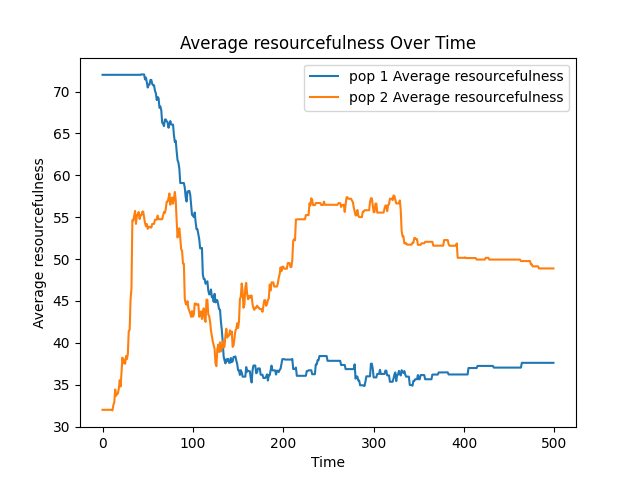 Average resourcefulness Over Time
pop 1 Average resourcefulness
pop 2 Average resourcefulness
Average resourcefulness
70
65
60
55
50
45
40
35
30
0 100 200 300 400 500
Time